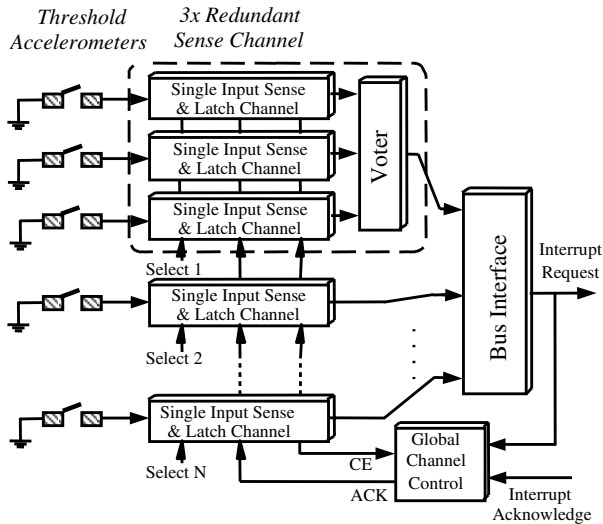 Threshold
Accelerometers
3x Redundant
Sense Channel
Single Input Sense
& Latch Channel
Single Input Sense
& Latch Channel
Single Input Sense
& Latch Channel
Voter
Select 1
Single Input Sense
& Latch Channel
Select 2
Single Input Sense
& Latch Channel
Select N
Bus Interface
Interrupt
Request
CE
ACK
Global
Channel
Control
Interrupt
Acknowledge